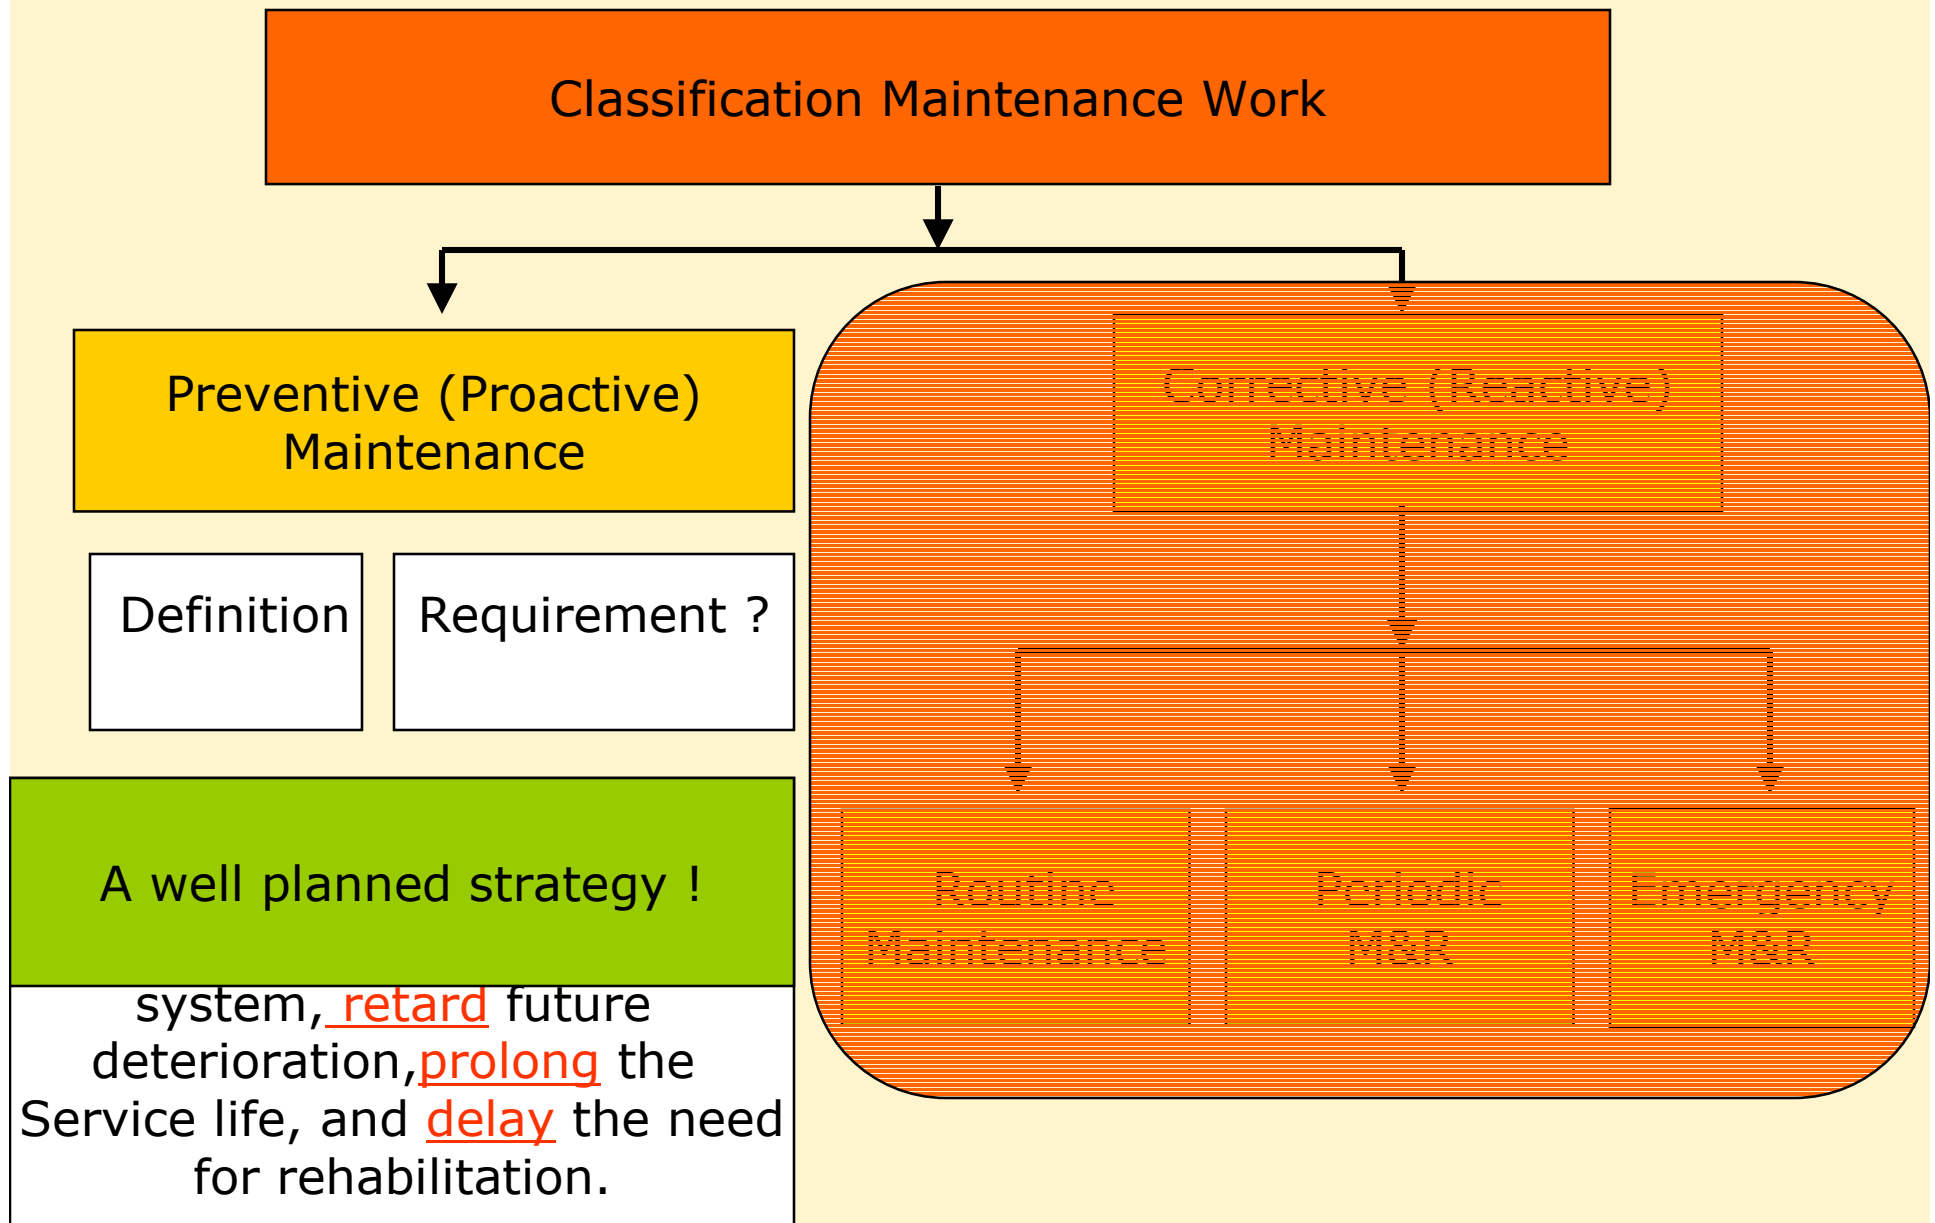 Classification Maintenance Work
Preventive (Proactive)
Maintenance
Corrective (Reactive)
Maintenance
Definition
Requirement ?
A well planned strategy !
Routine
Maintenance
Periodic
M&R
Emergency
M&R
system, retard future
deterioration,prolong the
Service life, and delay the need
for rehabilitation.